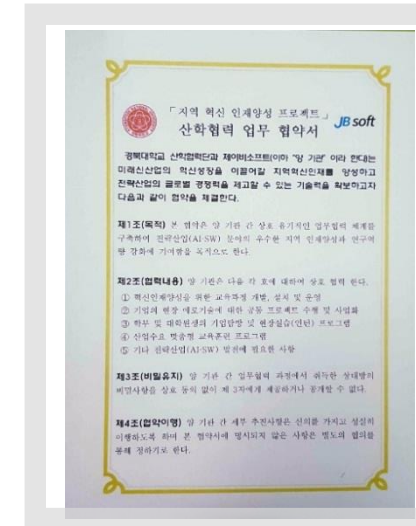 「지역 혁신 인재양성 프로젝트」
산학협력 업무 협약서
JB soft
경북대학교 산학협력단과 제이비소프트(이하 "양 기관" 이라 한다)는
미래신산업의 혁신성장을 이끌어갈 지역혁신인재를 양성하고
전략산업의 글로벌 경쟁력을 제고할 수 있는 기술력을 확보하고자
다음과 같이 협약을 체결한다.
제1조(목적) 본 협약은 양 기관 간 상호 유기적인 업무협력 체계를
구축하여 전략산업(AI·SW) 분야의 우수한 지역 인재양성과 연구역
량 강화에 기여함을 목적으로 한다.
제2조(협력내용) 양 기관은 다음 각 호에 대하여 상호 협력 한다.
① 혁신인재양성을 위한 교육과정 개발, 설치 및 운영
② 기업의 현장 애로기술에 대한 공동 프로젝트 수행 및 사업화
③ 학부 및 대학원생의 기업탐방 및 현장실습(인턴) 프로그램
④ 산업수요 맞춤형 교육훈련 프로그램
⑤ 기타 전략산업(AI·SW) 발전에 필요한 사항
제3조(비밀유지) 양 기관 간 업무협력 과정에서 취득한 상대방의
비밀사항을 상호 동의 없이 제 3자에게 제공하거나 공개할 수 없다.
제4조(협약이행) 양 기관 간 세부 추진사항은 신의를 가지고 성실히
이행하도록 하며 본 협약서에 명시되지 않은 사항은 별도의 협의를
통해 정하기로 한다.